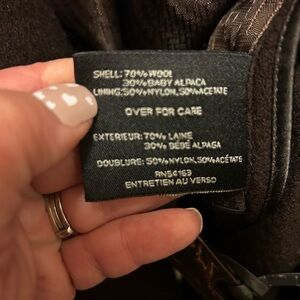 SHELL: 70% WOOL
30% BABY ALPACA
LINING: 50% NYLON, 50% ACETATE
OVER FOR CARE
EXTERIEUR: 70% LAINE
30% BÉBÉ ALPAGA
DOUBLURE: 50% NYLON, 50% ACÉTATE
RN54163
ENTRETIEN AU VERSO